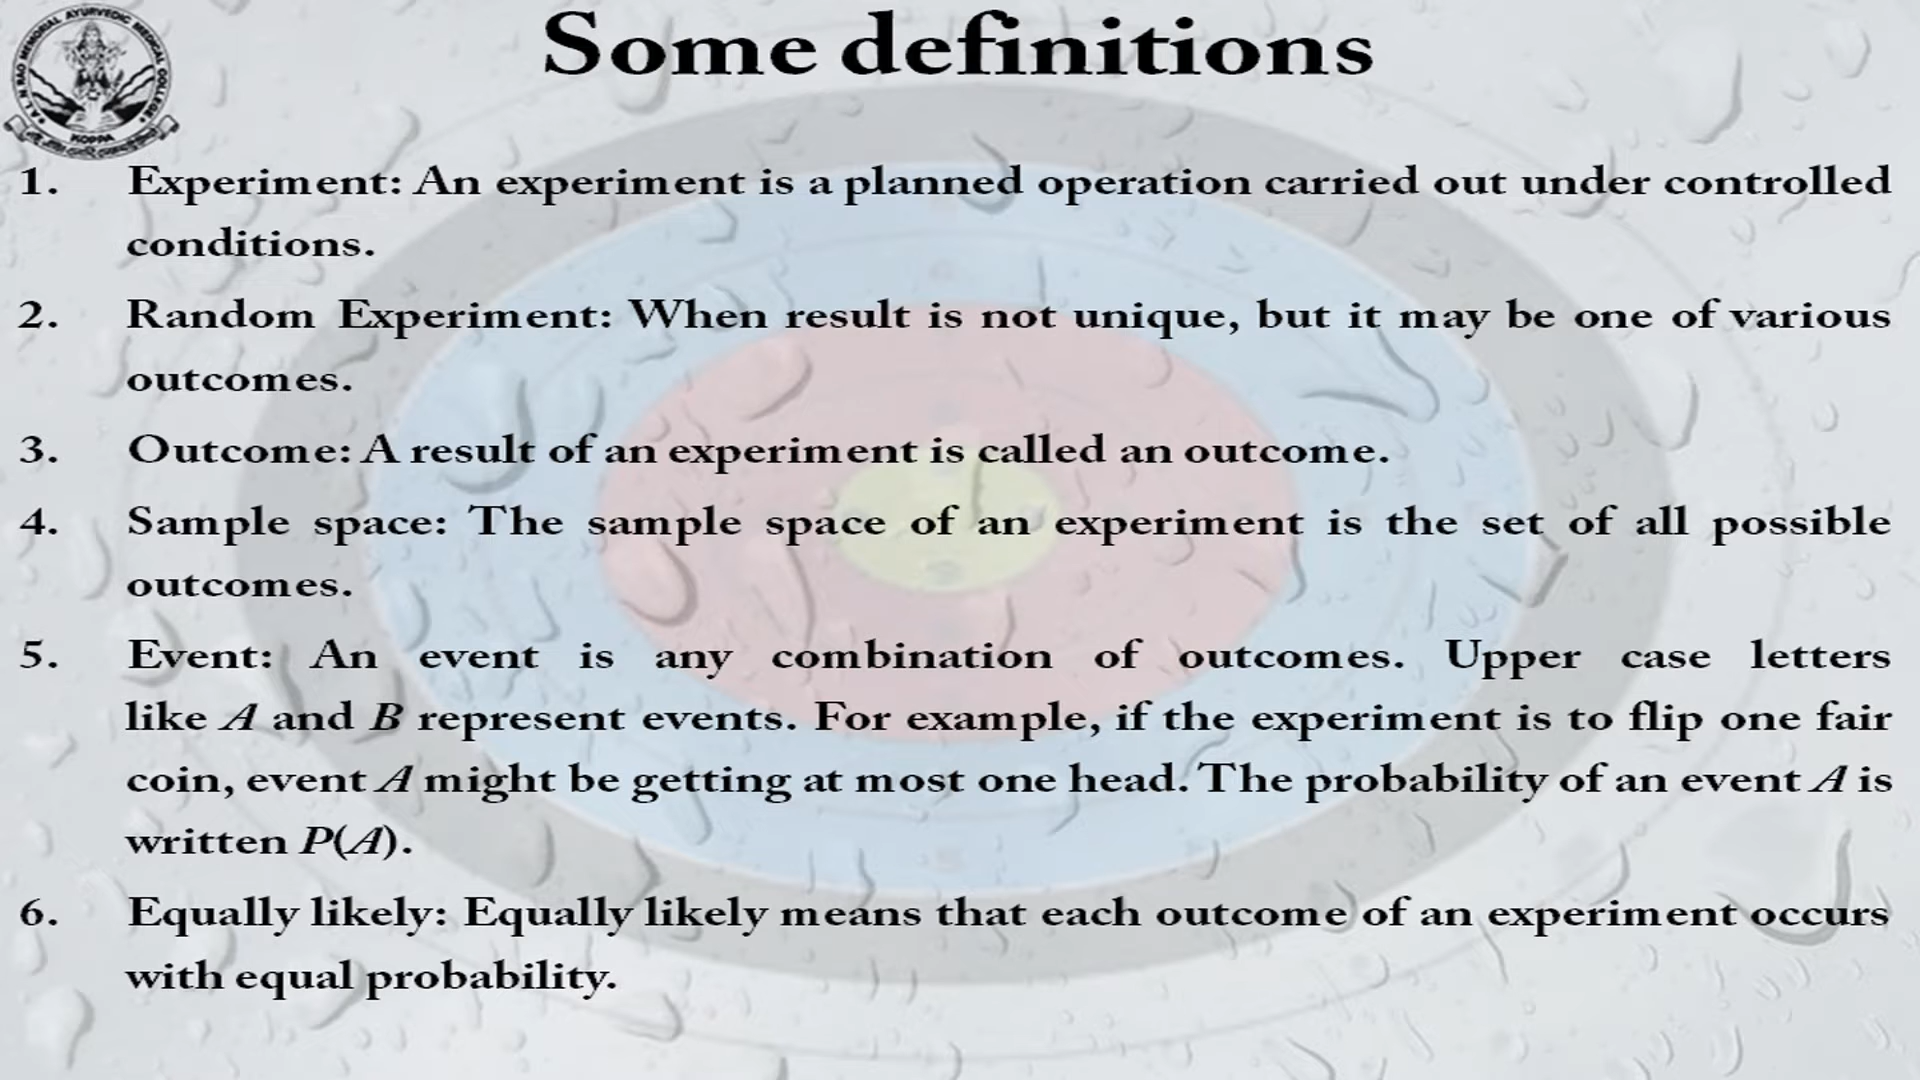 Some definitions
A. L. N RAO MEMORIAL AYURVEDIC MEDICAL COLLEGE
KOPPA
1. Experiment: An experiment is a planned operation carried out under controlled
conditions.
2. Random Experiment: When result is not unique, but it may be one of various
outcomes.
3. Outcome: A result of an experiment is called an outcome.
4. Sample space: The sample space of an experiment is the set of all possible
outcomes.
5. Event: An event is any combination of outcomes. Upper case letters
like A and B represent events. For example, if the experiment is to flip one fair
coin, event A might be getting at most one head. The probability of an event A is
written P(A).
6. Equally likely: Equally likely means that each outcome of an experiment occurs
with equal probability.